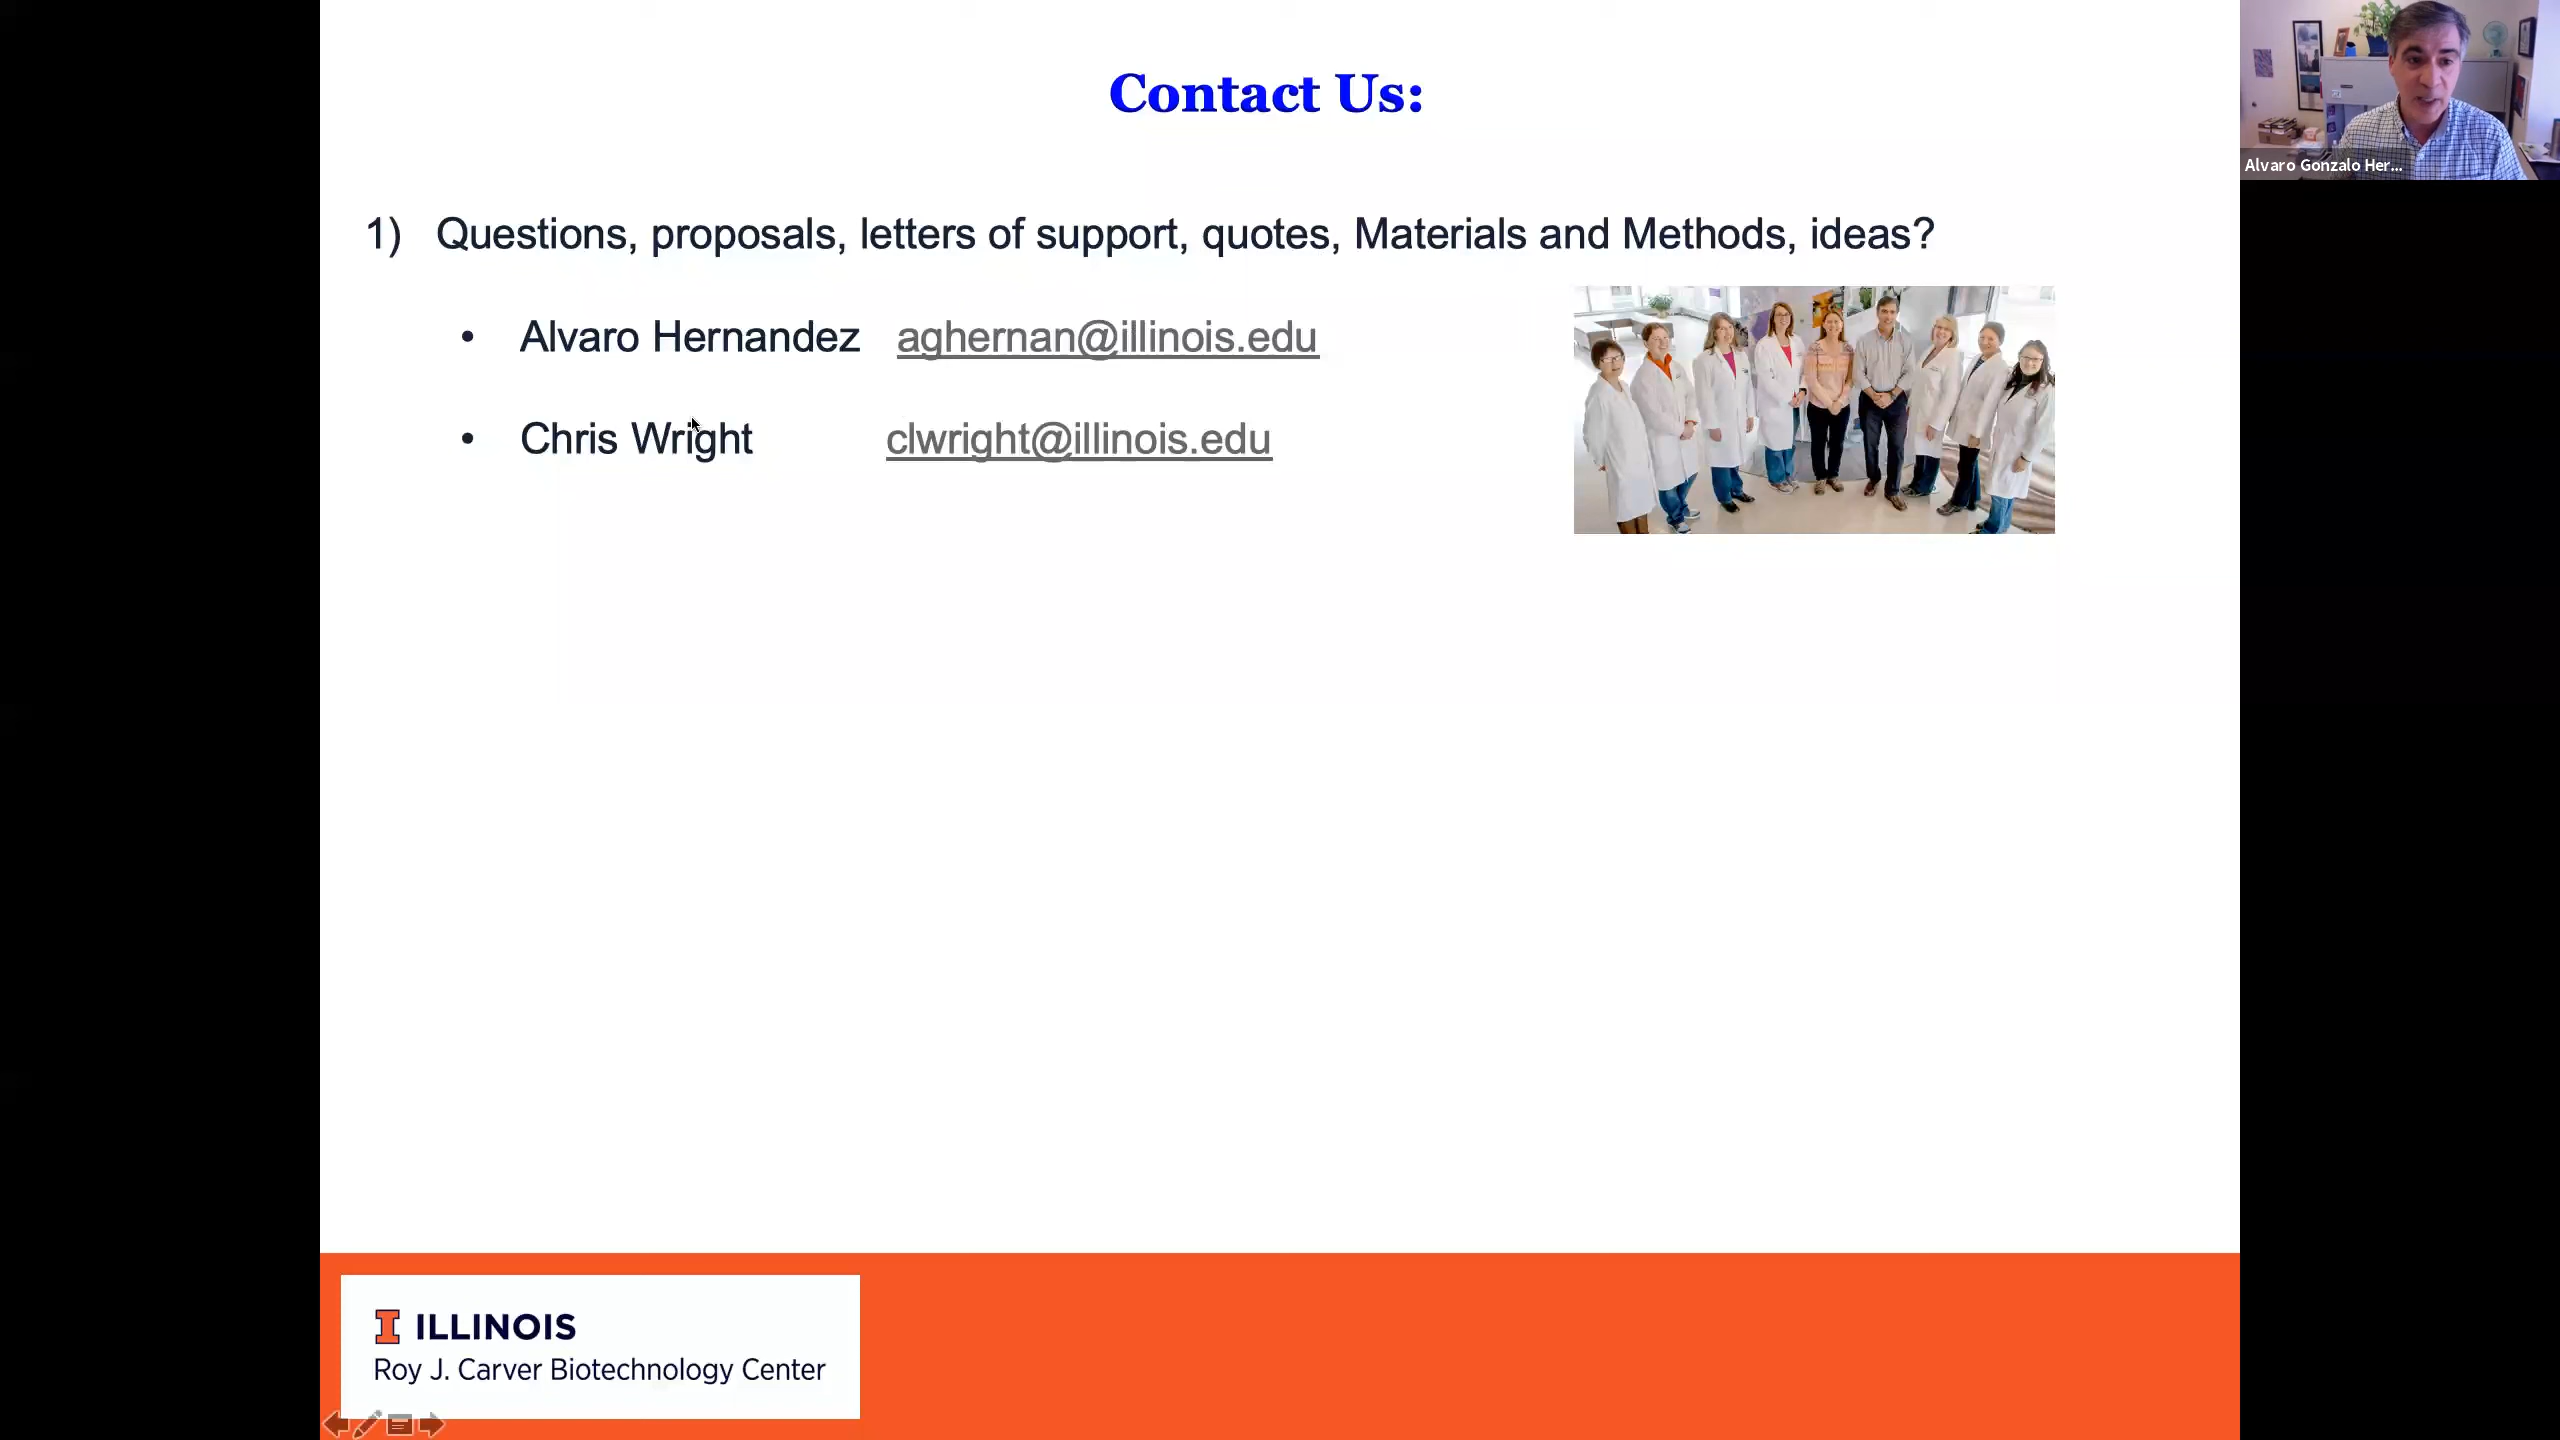 Contact Us:
1) Questions, proposals, letters of support, quotes, Materials and Methods, ideas?
• Alvaro Hernandez aghernan@illinois.edu
• Chris Wright clwright@illinois.edu
Alvaro Gonzalo Her...
I ILLINOIS
Roy J. Carver Biotechnology Center